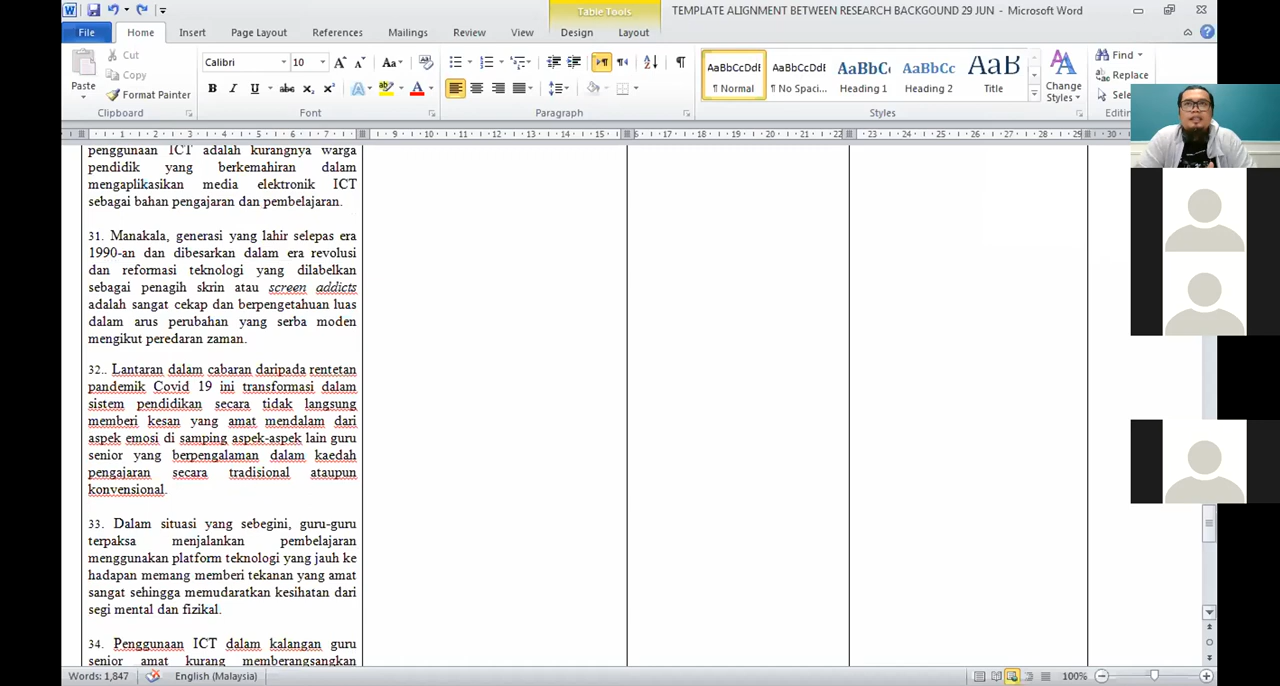 TEMPLATE ALIGNMENT BETWEEN RESEARCH BACKGOUND 29 JUN - Microsoft Word
Table Tools
File Home Insert Page Layout References Mailings Review View Design Layout
Cut
Copy
Format Painter
Paste
Clipboard
Calibri 10
Font
Paragraph
AaBbCcDdE ¶ Normal
AaBbCcDdE ¶ No Spaci...
AaBbCc Heading 1
AaBbCc Heading 2
AaB Title
Styles
Change Styles
Find
Replace
Sele
Editin
penggunaan ICT adalah kurangnya warga
pendidik yang berkemahiran dalam
mengaplikasikan media elektronik ICT
sebagai bahan pengajaran dan pembelajaran.
31. Manakala, generasi yang lahir selepas era
1990-an dan dibesarkan dalam era revolusi
dan reformasi teknologi yang dilabelkan
sebagai penagih skrin atau screen addicts
adalah sangat cekap dan berpengetahuan luas
dalam arus perubahan yang serba moden
mengikut peredaran zaman.
32.. Lantaran dalam cabaran daripada rentetan
pandemik Covid 19 ini transformasi dalam
sistem pendidikan secara tidak langsung
memberi kesan yang amat mendalam dari
aspek emosi di samping aspek-aspek lain guru
senior yang berpengalaman dalam kaedah
pengajaran secara tradisional ataupun
konvensional.
33. Dalam situasi yang sebegini, guru-guru
terpaksa menjalankan pembelajaran
menggunakan platform teknologi yang jauh ke
hadapan memang memberi tekanan yang amat
sangat sehingga memudaratkan kesihatan dari
segi mental dan fizikal.
34. Penggunaan ICT dalam kalangan guru
senior amat kurang memberangsangkan
Words: 1,847 English (Malaysia) 100%